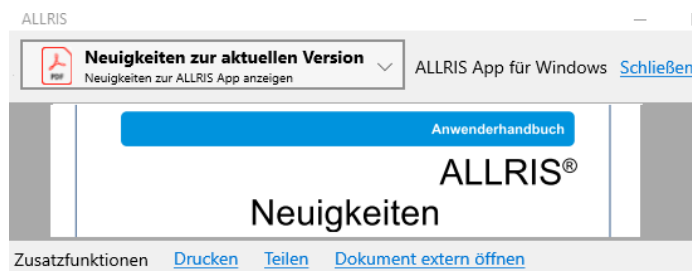 ALLRIS
PDF
Neuigkeiten zur aktuellen Version
Neuigkeiten zur ALLRIS App anzeigen
ALLRIS App für Windows Schließen
Anwenderhandbuch
ALLRIS®
Neuigkeiten
Zusatzfunktionen Drucken Teilen Dokument extern öffnen